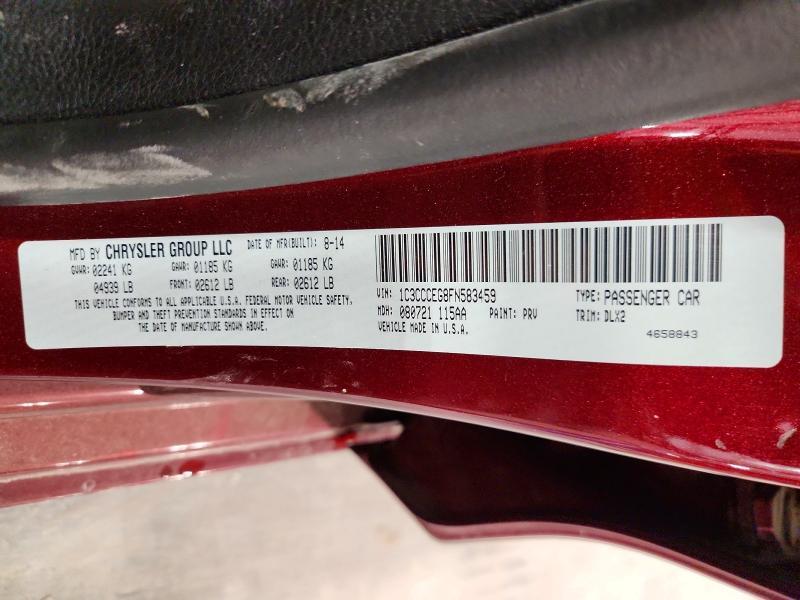 MFD BY CHRYSLER GROUP LLC DATE OF MFR(BUILT): 8-14
GVWR: 02241 KG GAWR: 01185 KG GAWR: 01185 KG
04939 LB FRONT: 02612 LB REAR: 02612 LB
THIS VEHICLE CONFORMS TO ALL APPLICABLE U.S.A. FEDERAL MOTOR VEHICLE SAFETY,
BUMPER AND THEFT PREVENTION STANDARDS IN EFFECT ON
THE DATE OF MANUFACTURE SHOWN ABOVE.
VIN: 1C3CCCEG8FN583459 TYPE: PASSENGER CAR
MDH: 080721 115AA PAINT: PRV TRIM: DLX2
VEHICLE MADE IN U.S.A.
4658843